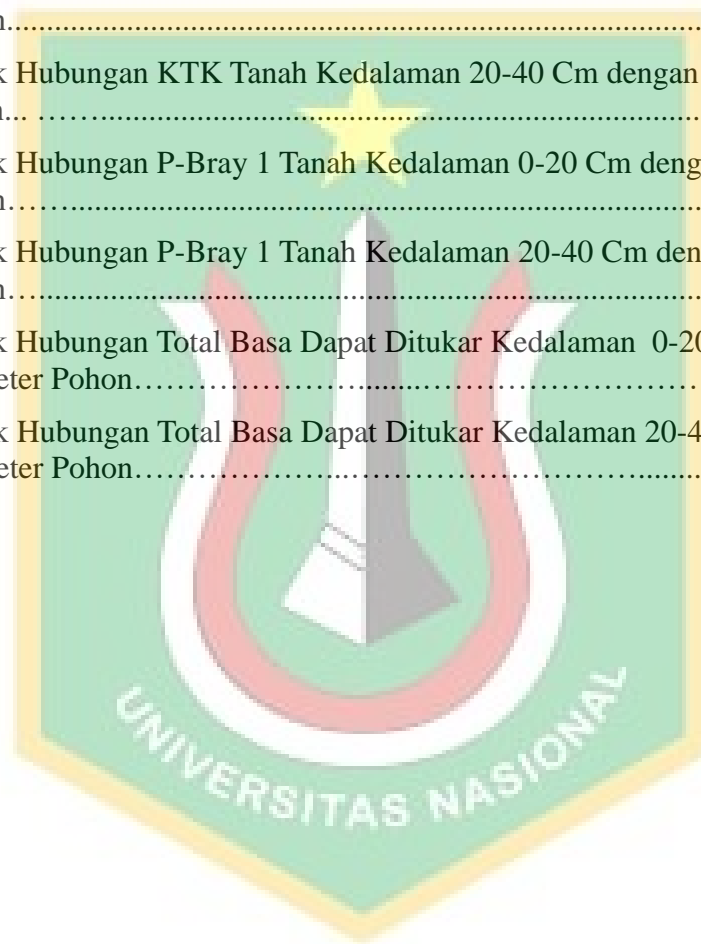 n....................................................................
k Hubungan KTK Tanah Kedalaman 20-40 Cm dengan
n... ……...............................................................
k Hubungan P-Bray 1 Tanah Kedalaman 0-20 Cm deng
n……..................................................................
k Hubungan P-Bray 1 Tanah Kedalaman 20-40 Cm den
n…....................................................................
k Hubungan Total Basa Dapat Ditukar Kedalaman 0-20
eter Pohon…………………........……………………………
k Hubungan Total Basa Dapat Ditukar Kedalaman 20-4
eter Pohon………………...……………………………..........
UNIVERSITAS NASIONAL